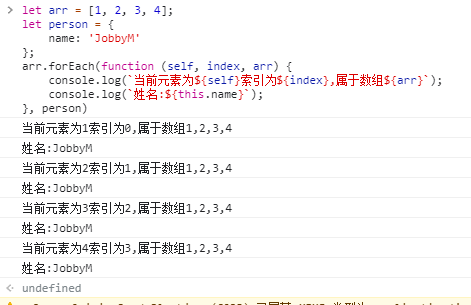 let arr = [1, 2, 3, 4];
let person = {
name: 'JobbyM'
};
arr.forEach(function (self, index, arr) {
console.log(`当前元素为${self}索引为${index},属于数组${arr}`);
console.log(`姓名:${this.name}`);
}, person)
当前元素为1索引为0,属于数组1,2,3,4
姓名:JobbyM
当前元素为2索引为1,属于数组1,2,3,4
姓名:JobbyM
当前元素为3索引为2,属于数组1,2,3,4
姓名:JobbyM
当前元素为4索引为3,属于数组1,2,3,4
姓名:JobbyM
undefined